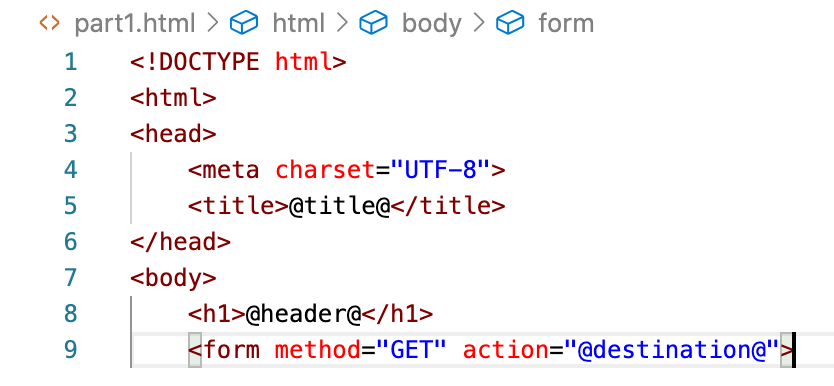 part1.html > html > body > form
1 <!DOCTYPE html>
2 <html>
3 <head>
4 <meta charset="UTF-8">
5 <title>@title@</title>
6 </head>
7 <body>
8 <h1>@header@</h1>
9 <form method="GET" action="@destination@">